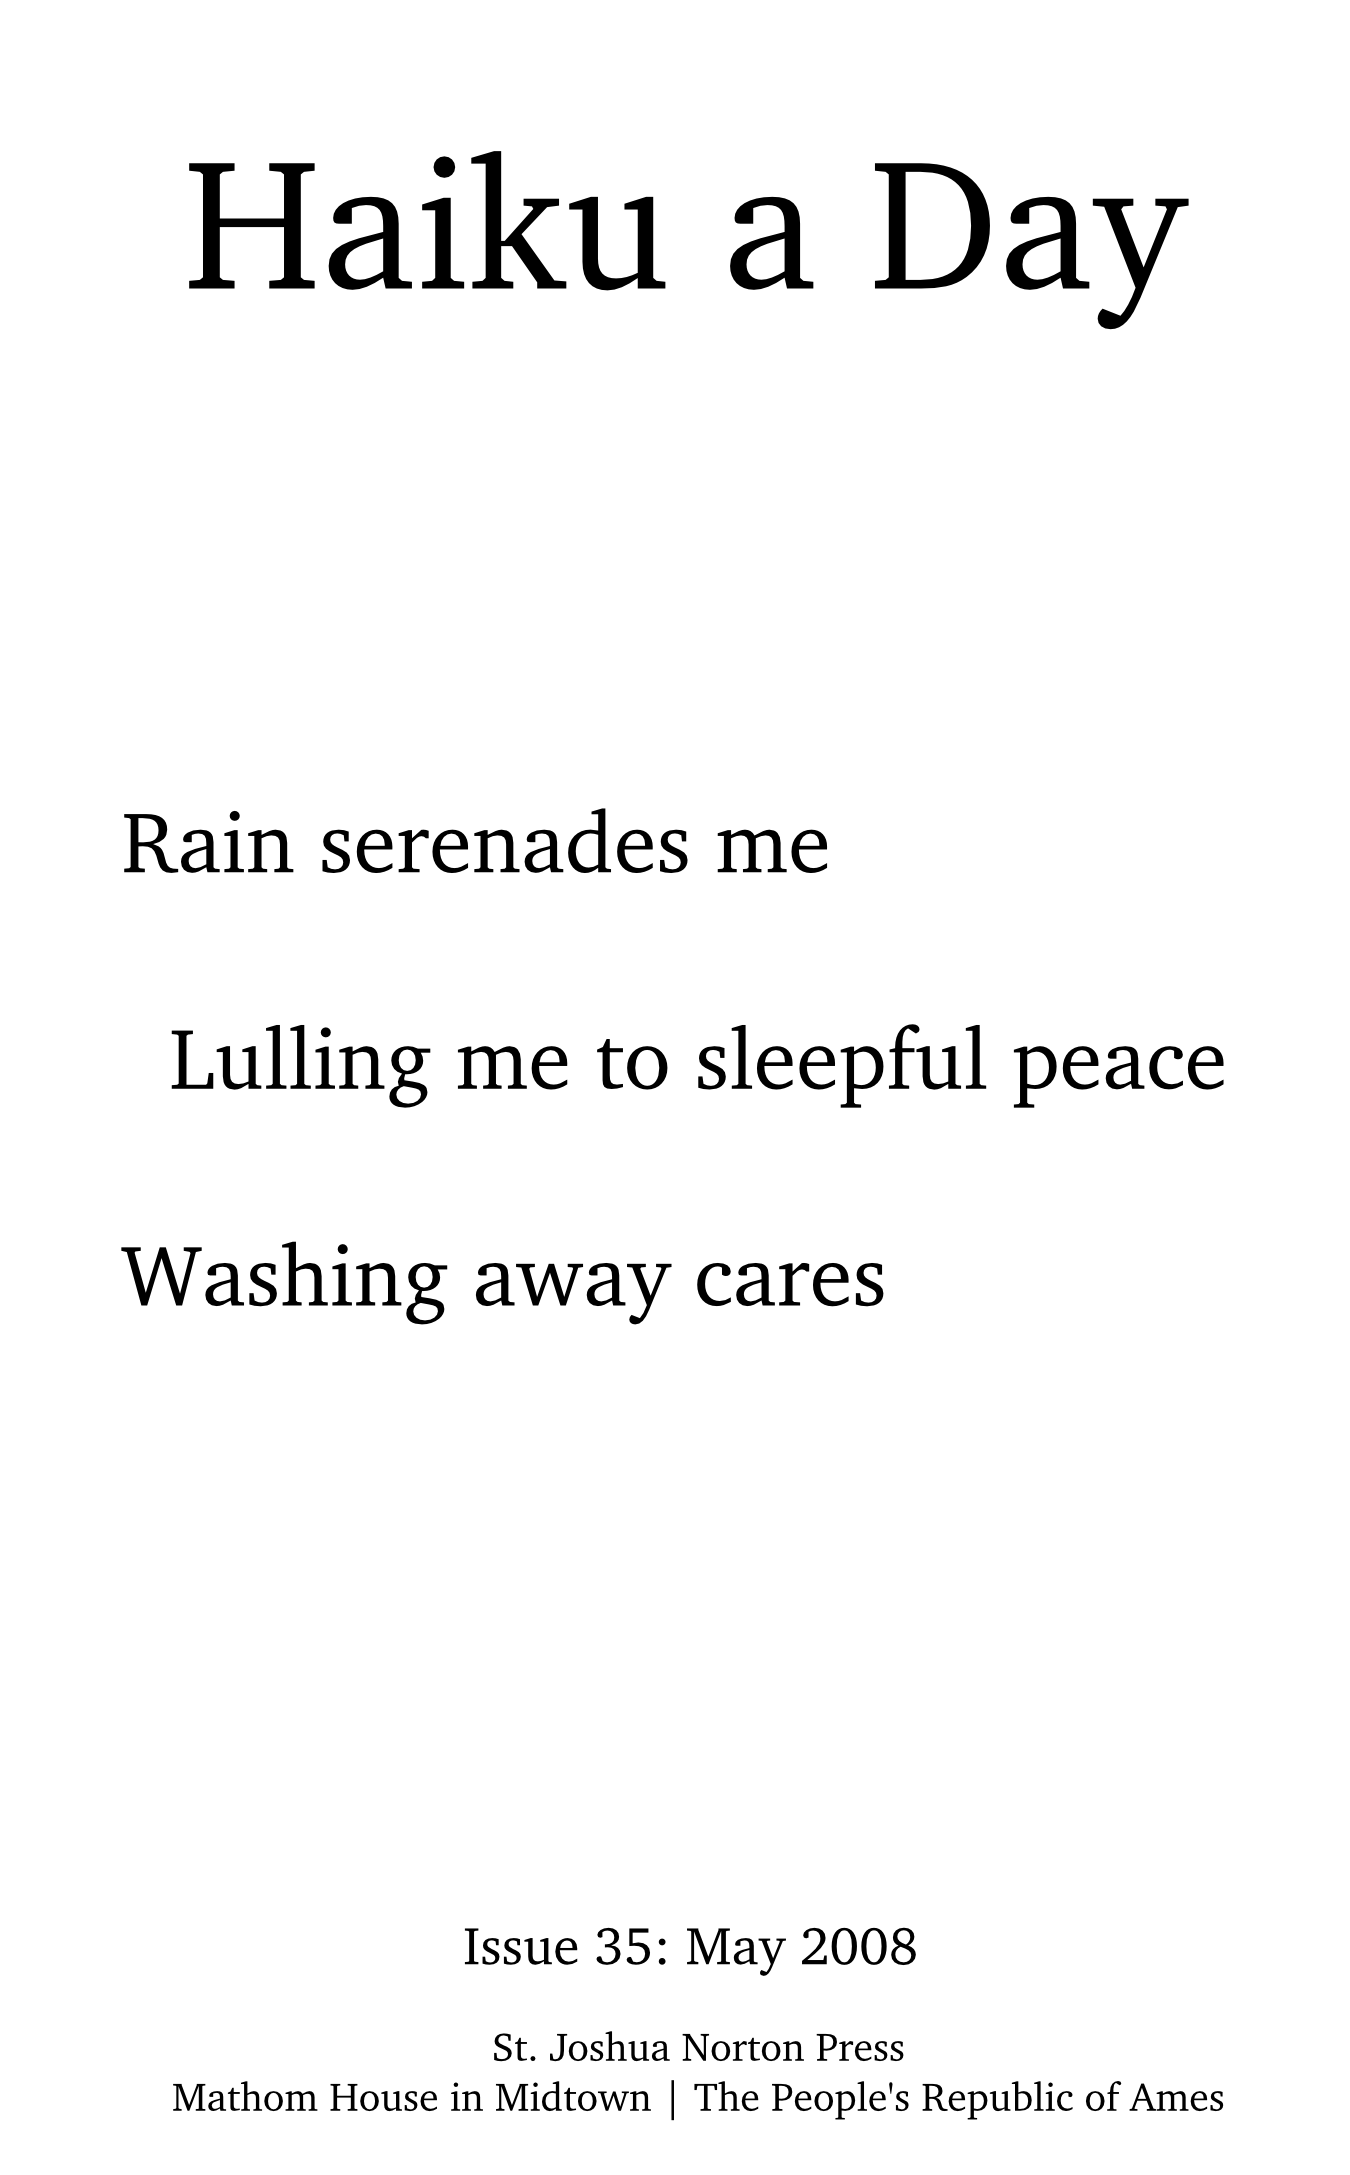 Haiku a Day
Rain serenades me
Lulling me to sleepful peace
Washing away cares
Issue 35: May 2008
St. Joshua Norton Press
Mathom House in Midtown | The People's Republic of Ames